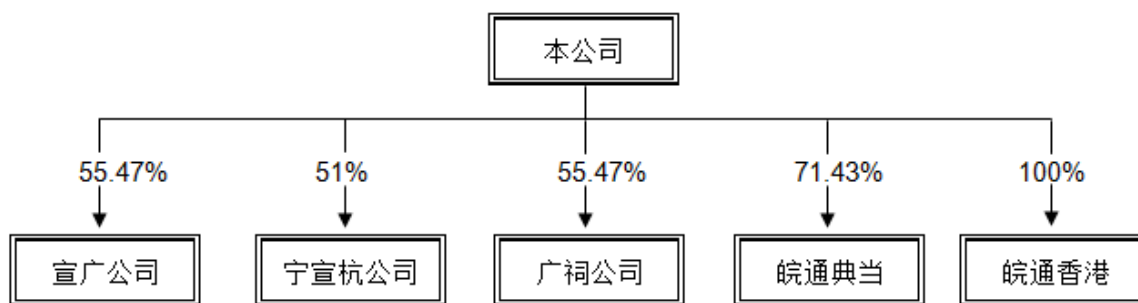 本公司
55.47%
51%
55.47%
71.43%
100%
宣广公司
宁宣杭公司
广祠公司
皖通典当
皖通香港